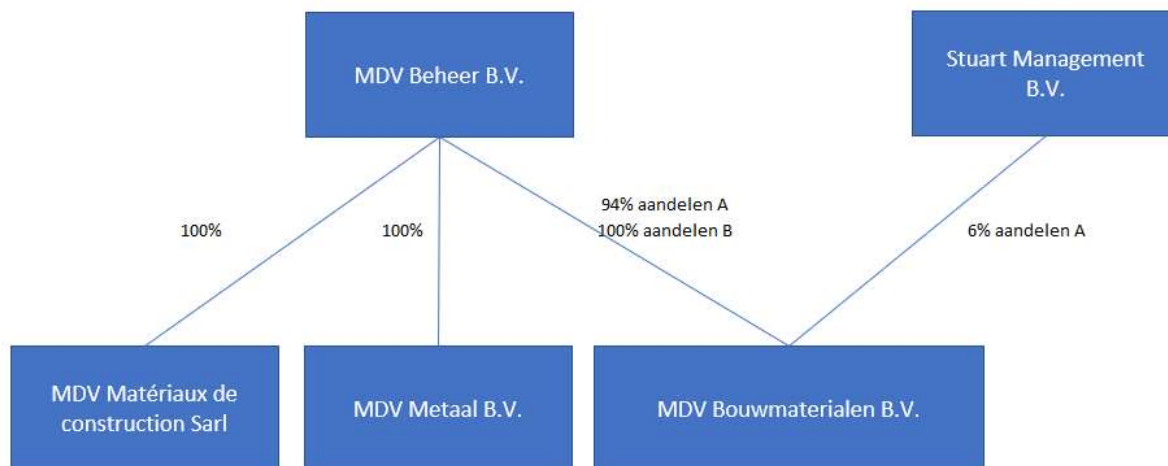 MDV Beheer B.V.
Stuart Management
B.V.
100%
100%
94% aandelen A
100% aandelen B
6% aandelen A
MDV Matériaux de
construction Sarl
MDV Metaal B.V.
MDV Bouwmaterialen B.V.